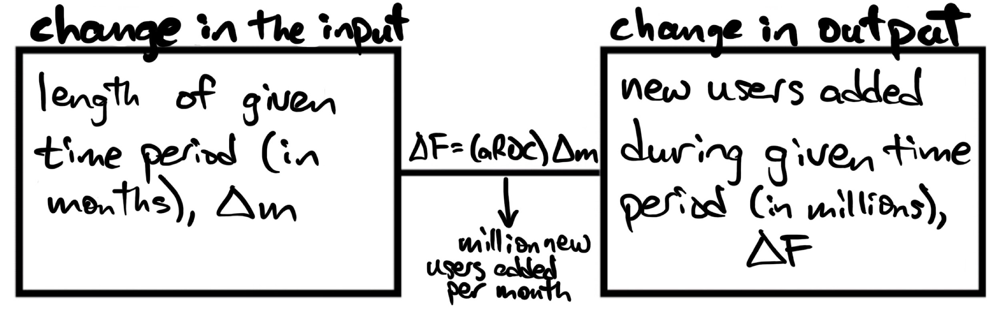 change in the input
length of given
time period (in
months), Δm
ΔF = (aROC) Δm
million new
users added
per month
change in output
new users added
during given time
period (in millions),
ΔF